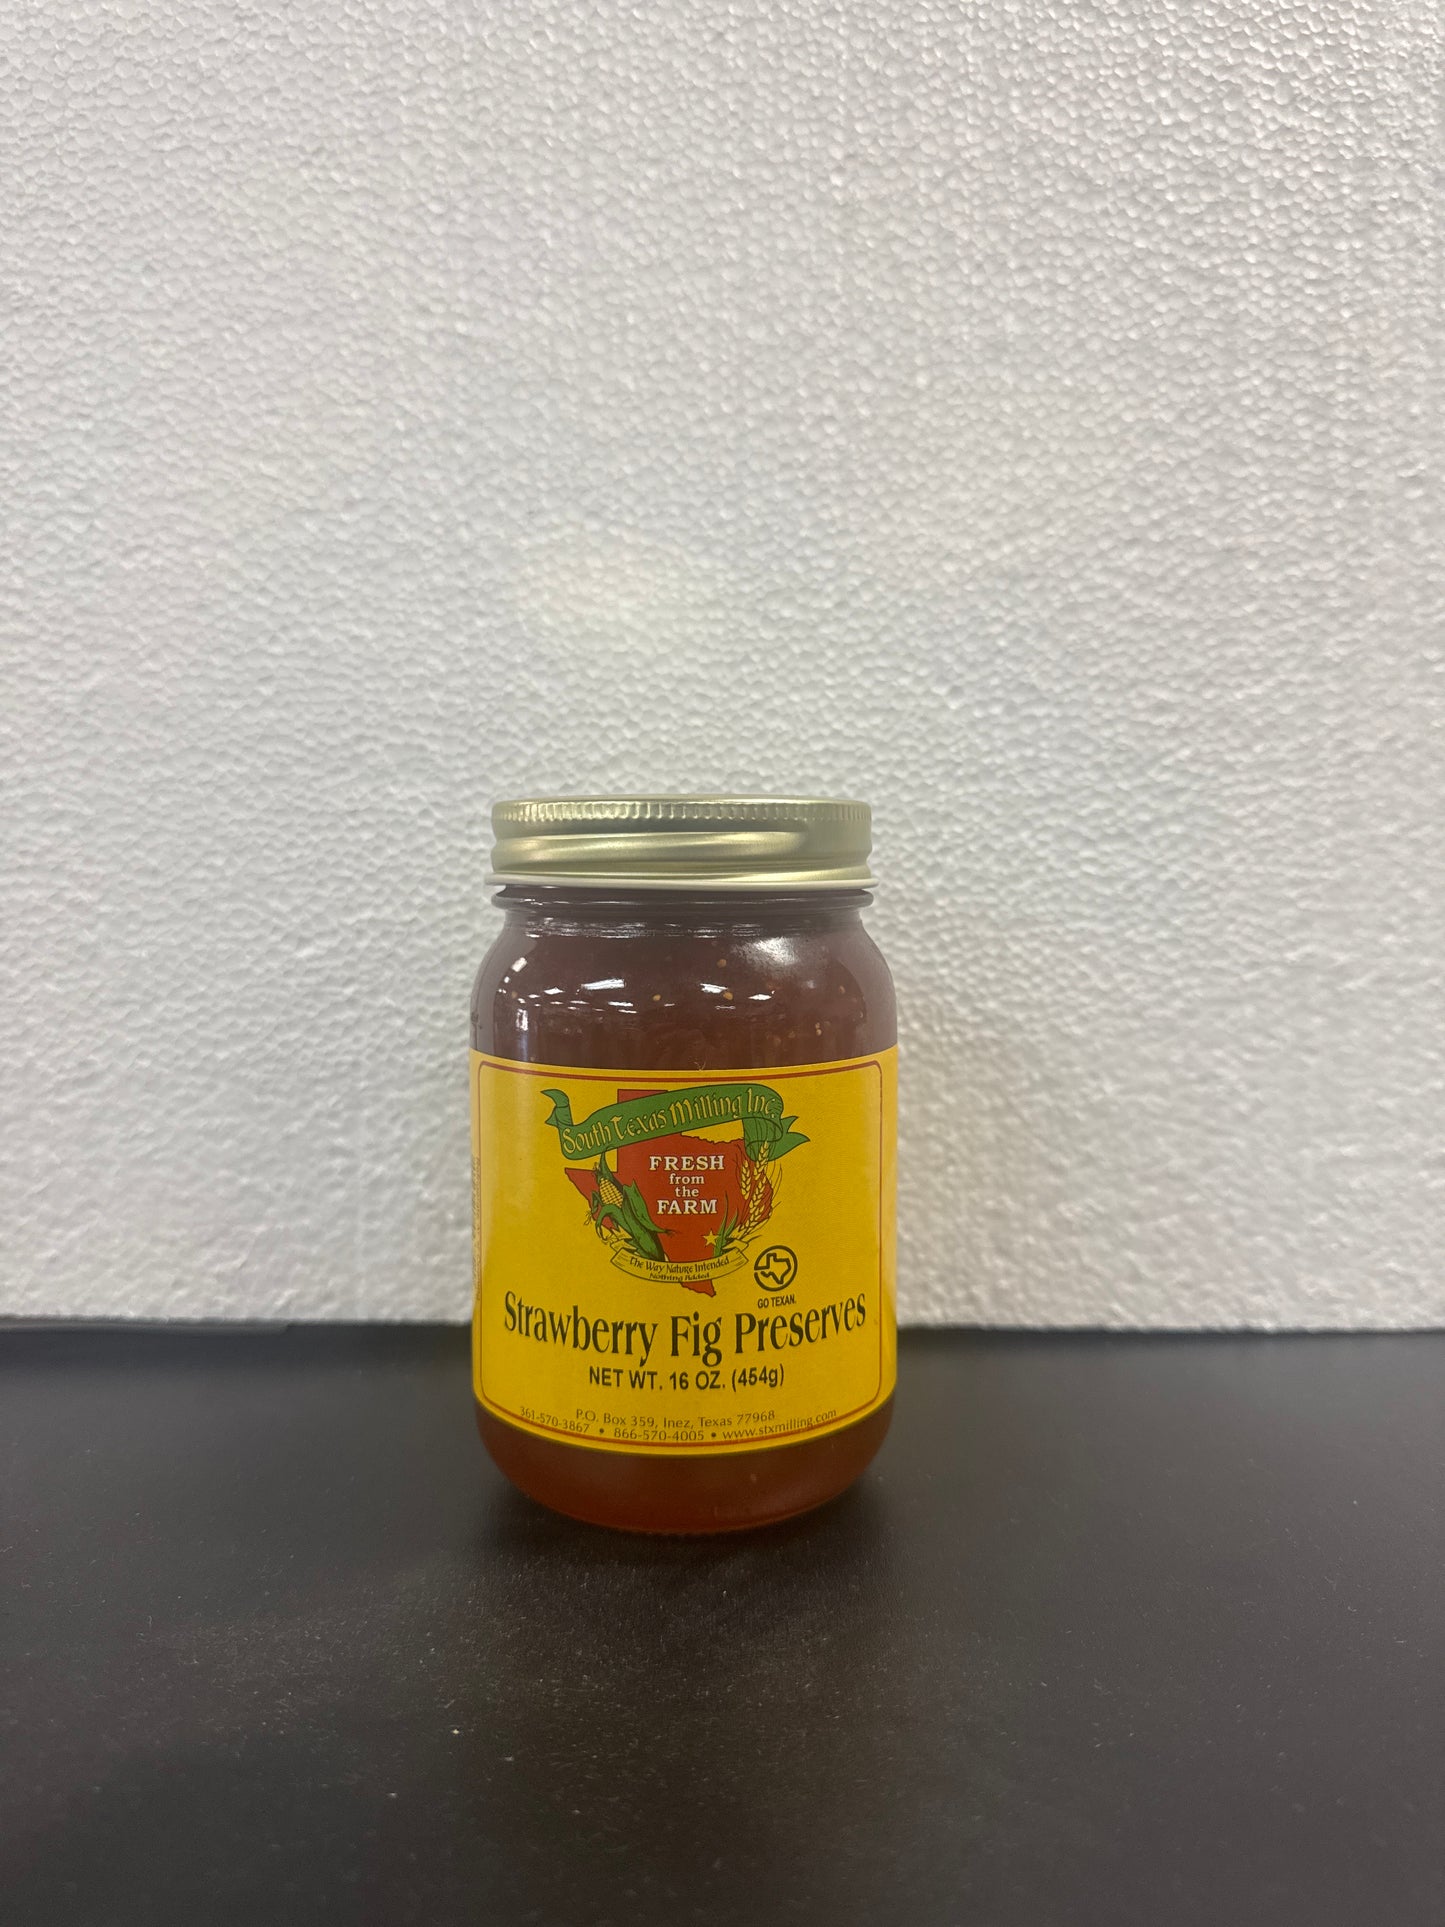 South Texas Milling Inc.
FRESH
from
the
FARM
The Way Nature Intended
Nothing Added
GO TEXAN.
Strawberry Fig Preserves
NET WT. 16 OZ. (454g)
P.O. Box 359, Inez, Texas 77968
361-570-3867 • 866-570-4005 • www.stxmilling.com